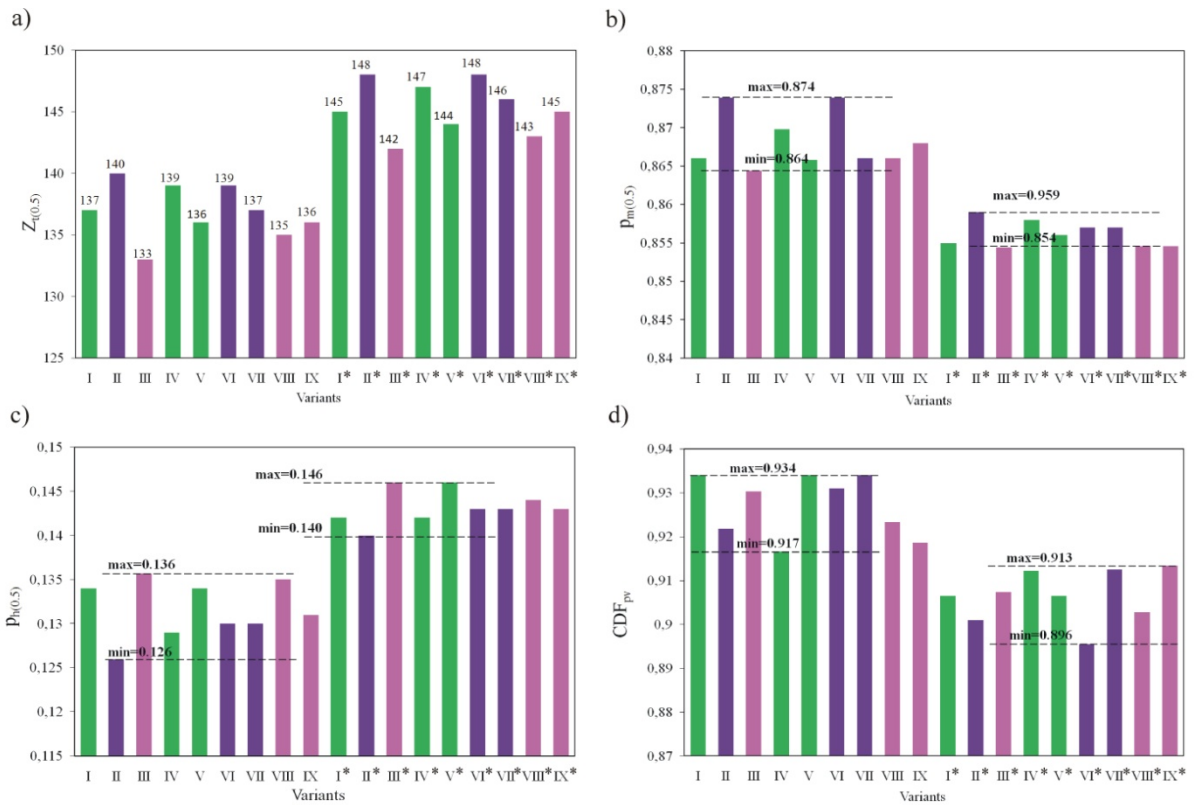 a)
150
145
140
135
130
125
Z t(0.5)
137
140
133
139
136
139
137
135
136
145
148
142
147
144
148
146
143
145
I II III IV V VI VII VIII IX I* II* III* IV* V* VI* VII* VIII* IX*
Variants
b)
0,88
0,875
0,87
0,865
0,86
0,855
0,85
0,845
0,84
p m(0.5)
max=0.874
min=0.864
max=0.959
min=0.854
I II III IV V VI VII VIII IX I* II* III* IV* V* VI* VII* VIII* IX*
Variants
c)
0,15
0,145
0,14
0,135
0,13
0,125
0,12
0,115
p h(0.5)
max=0.146
min=0.140
max=0.136
min=0.126
I II III IV V VI VII VIII IX I* II* III* IV* V* VI* VII* VIII* IX*
Variants
d)
0,94
0,93
0,92
0,91
0,9
0,89
0,88
0,87
CDF pv
max=0.934
min=0.917
max=0.913
min=0.896
I II III IV V VI VII VIII IX I* II* III* IV* V* VI* VII* VIII* IX*
Variants